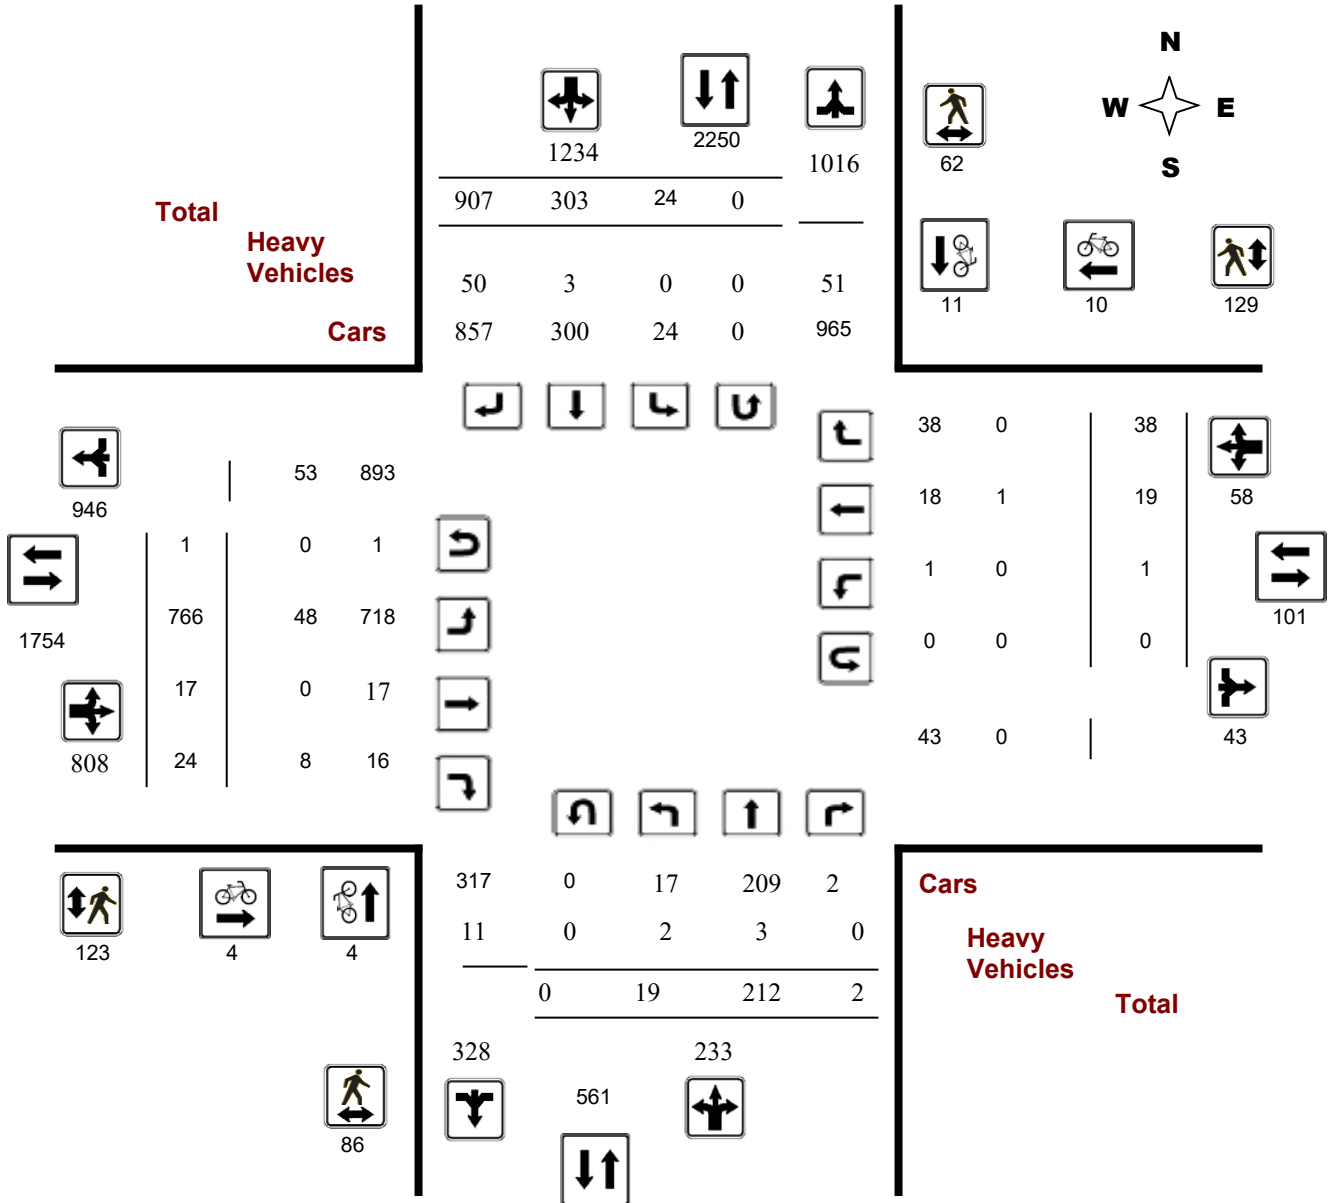 N
W E
S
1234 2250 1016 62
907 303 24 0
Total
Heavy
Vehicles
50 3 0 0 51
11 10 129
Cars
857 300 24 0 965
38 0 38
53 893
946
18 1 19 58
1 0 1
1 0 1
101
766 48 718
1754
0 0 0
17 0 17
43 0 43
808 24 8 16
317 0 17 209 2
Cars
11 0 2 3 0
Heavy
Vehicles
123 4 4
0 19 212 2
Total
328 233
561
86